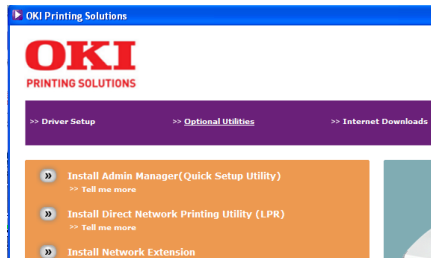 OKI Printing Solutions
OKI
PRINTING SOLUTIONS
>> Driver Setup >> Optional Utilities >> Internet Downloads
Install Admin Manager(Quick Setup Utility)
>> Tell me more
Install Direct Network Printing Utility (LPR)
>> Tell me more
Install Network Extension